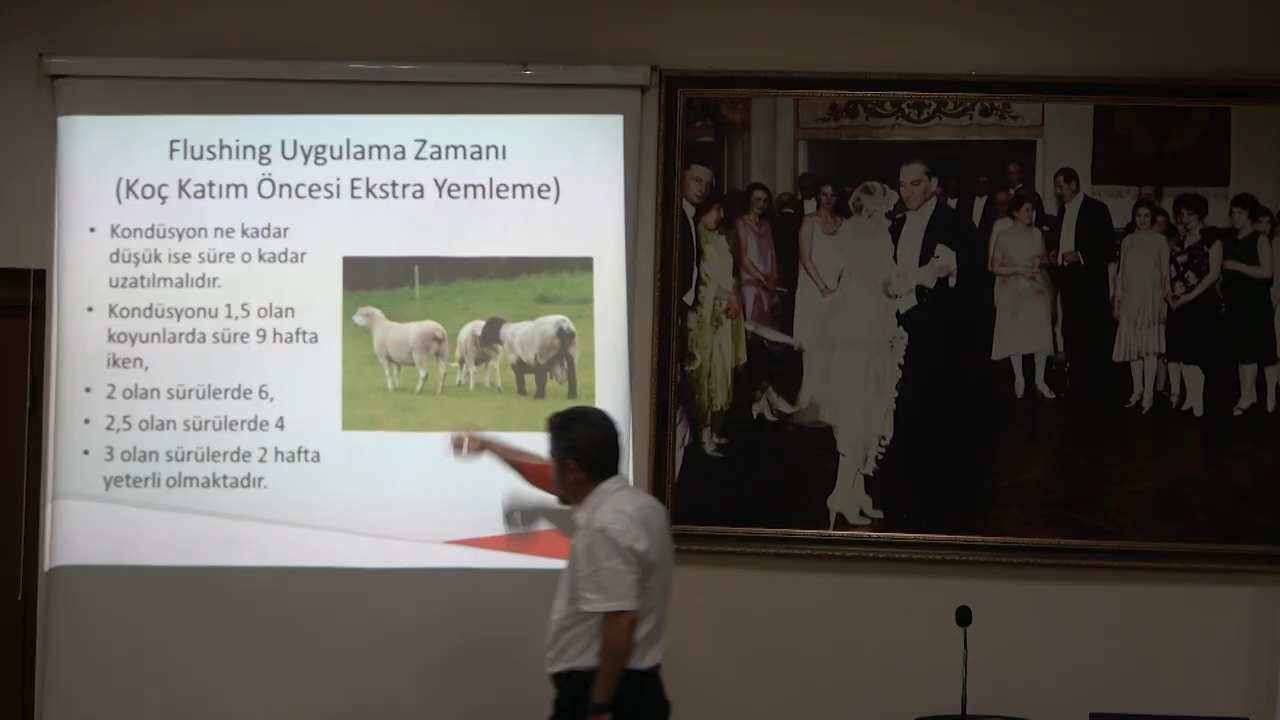 Flushing Uygulama Zamanı
(Koç Katım Öncesi Ekstra Yemleme)
• Kondüsyon ne kadar
düşük ise süre o kadar
uzatılmalıdır.
• Kondüsyonu 1,5 olan
koyunlarda süre 9 hafta
iken,
• 2 olan sürülerde 6,
• 2,5 olan sürülerde 4
• 3 olan sürülerde 2 hafta
yeterli olmaktadır.